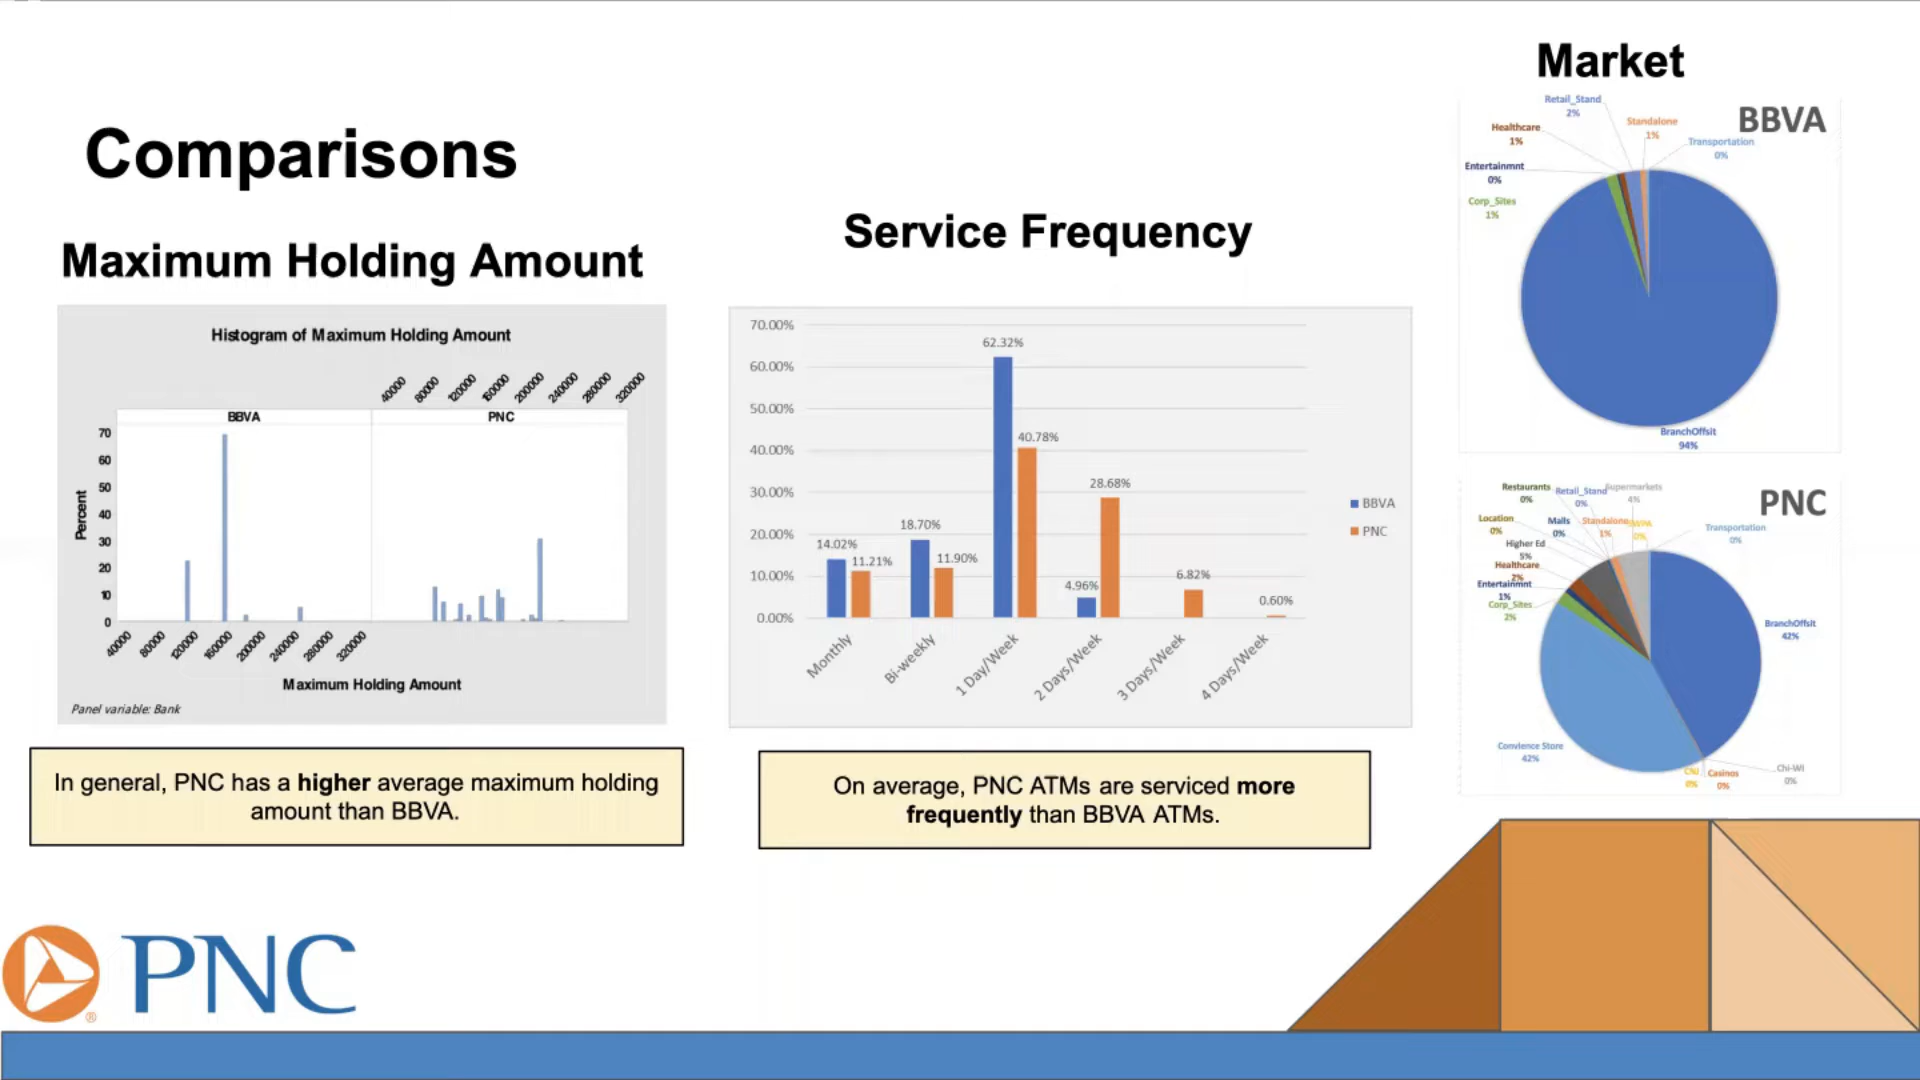 Comparisons
Maximum Holding Amount
Histogram of Maximum Holding Amount
40000 80000 120000 160000 200000 240000 280000 320000
BBVA PNC
70
60
50
40
30
20
10
0
Percent
40000 80000 120000 160000 200000 240000 280000 320000
Maximum Holding Amount
Panel variable: Bank
In general, PNC has a higher average maximum holding
amount than BBVA.
Service Frequency
70.00%
60.00%
50.00%
40.00%
30.00%
20.00%
10.00%
0.00%
14.02%
11.21%
18.70%
11.90%
62.32%
40.78%
4.96%
28.68%
6.82%
0.60%
Monthly
Bi-weekly
1 Day/Week
2 Days/Week
3 Days/Week
4 Days/Week
BBVA
PNC
On average, PNC ATMs are serviced more
frequently than BBVA ATMs.
Market
BBVA
Retail_Stand
2%
Healthcare
1%
Standalone
1%
Transportation
0%
Entertainmnt
0%
Corp_Sites
1%
BranchOffsit
94%
PNC
Restaurants
0%
Retail_Stand
0%
Supermarkets
4%
Location
0%
Malls
0%
Standalone
1%
0%
Transportation
0%
Higher Ed
5%
Healthcare
2%
Entertainmnt
1%
Corp_Sites
2%
BranchOffsit
42%
Convience Store
42%
CNJ
0%
Casinos
0%
Chi-WI
0%
PNC
®